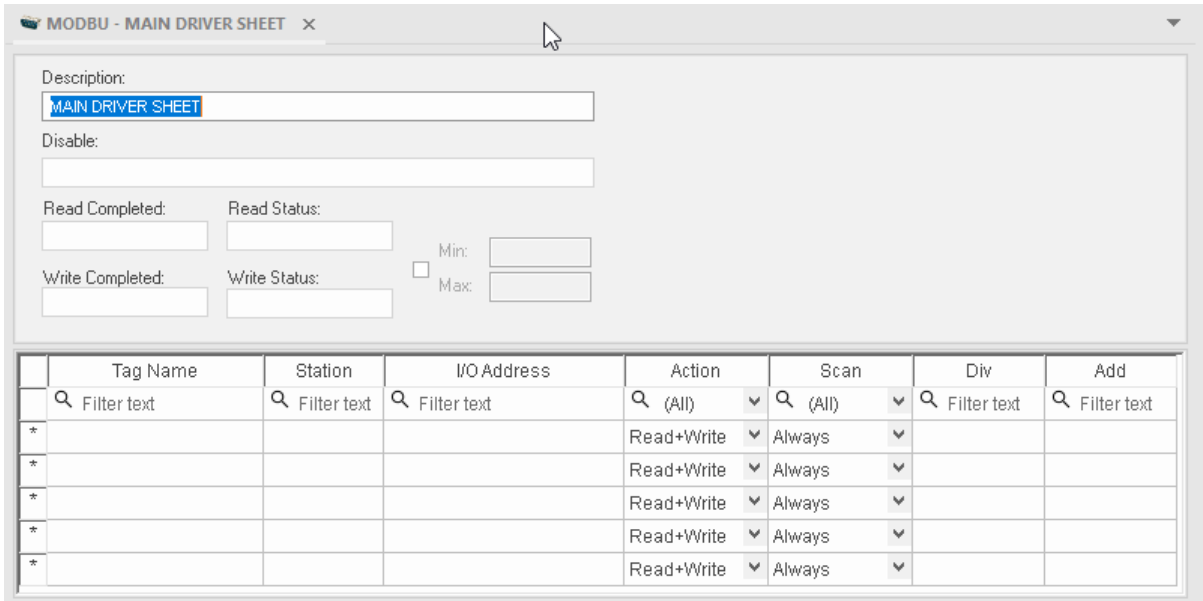 MODBU - MAIN DRIVER SHEET
Description:
MAIN DRIVER SHEET
Disable:
Read Completed: Read Status:
Min:
Write Completed: Write Status:
Max:
Tag Name Station I/O Address Action Scan Div Add
Filter text Filter text Filter text (All) (All) Filter text Filter text
* Read+Write Always
* Read+Write Always
* Read+Write Always
* Read+Write Always
* Read+Write Always